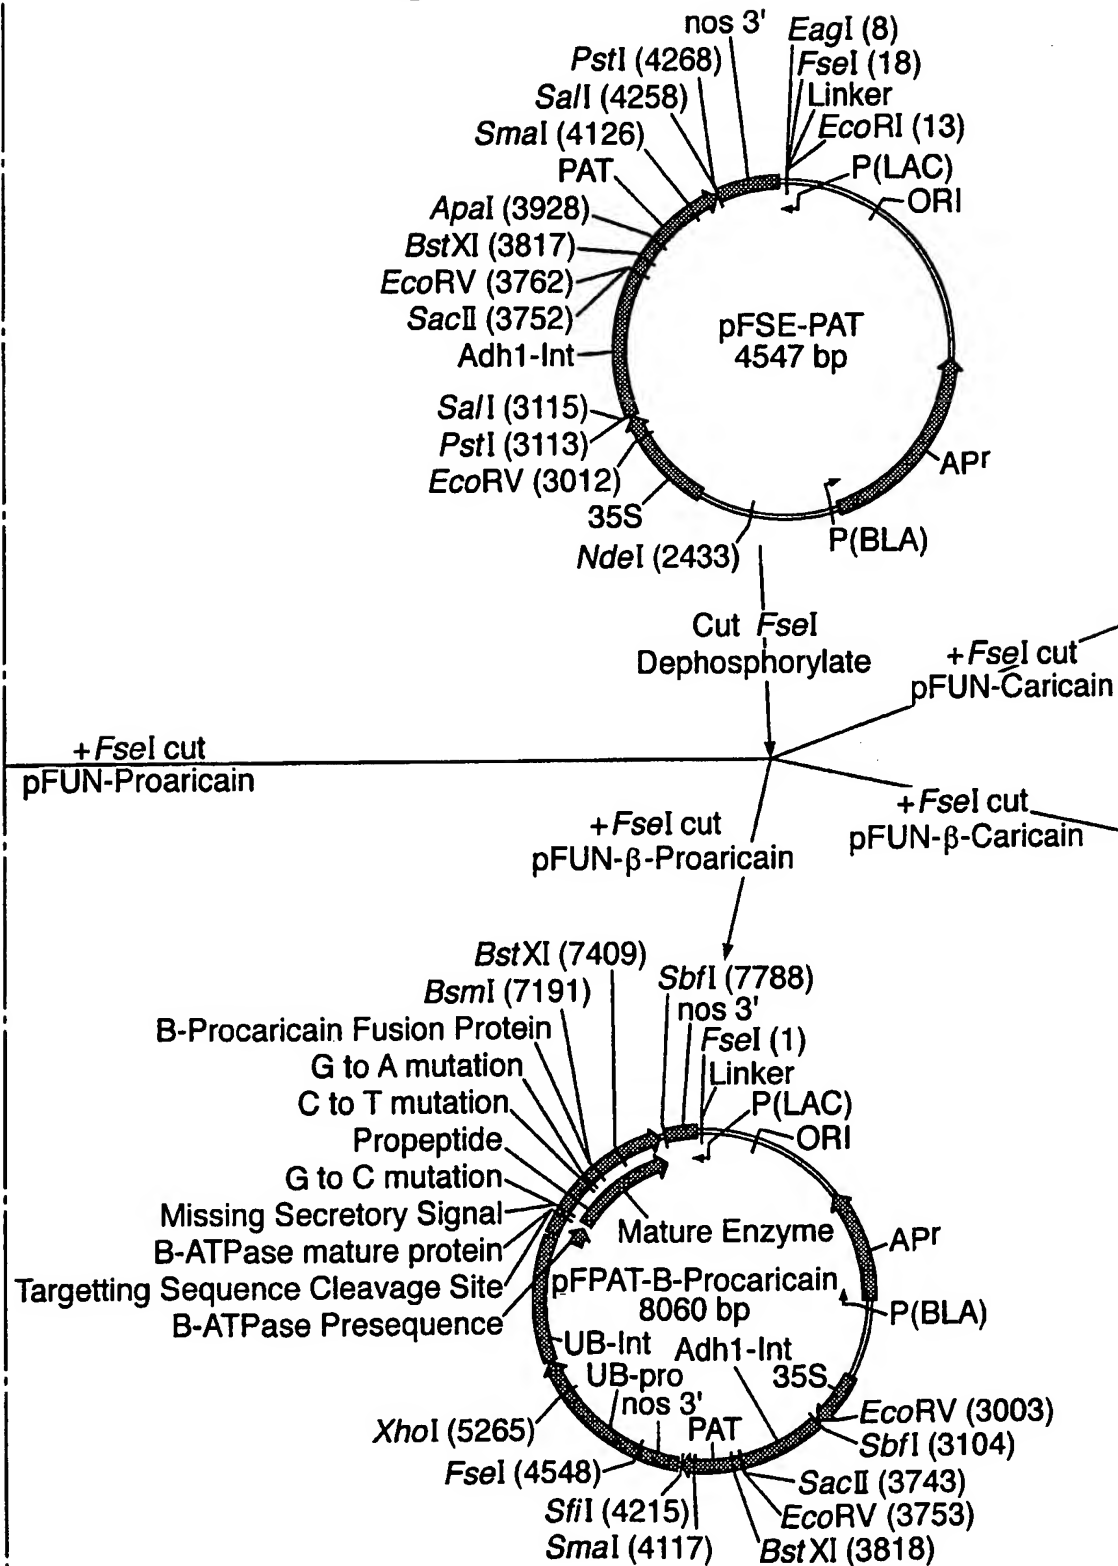 nos 3'
EagI (8)
PstI (4268)
FseI (18)
SalI (4258)
Linker
SmaI (4126)
EcoRI (13)
PAT
P(LAC)
ApaI (3928)
ORI
BstXI (3817)
EcoRV (3762)
SacII (3752)
pFSE-PAT
4547 bp
Adh1-Int
SalI (3115)
PstI (3113)
EcoRV (3012)
APr
35S
P(BLA)
NdeI (2433)
Cut FseI
Dephosphorylate
+FseI cut
pFUN-Caricain
+FseI cut
pFUN-Proaricain
+FseI cut
pFUN-β-Caricain
+FseI cut
pFUN-β-Proaricain
BstXI (7409)
SbfI (7788)
BsmI (7191)
nos 3'
B-Procaricain Fusion Protein
FseI (1)
G to A mutation
Linker
C to T mutation
P(LAC)
Propeptide
ORI
G to C mutation
Missing Secretory Signal
Mature Enzyme
APr
B-ATPase mature protein
Targetting Sequence Cleavage Site
pFPAT-B-Procaricain
8060 bp
P(BLA)
B-ATPase Presequence
UB-Int
Adh1-Int
UB-pro
35S
nos 3'
PAT
XhoI (5265)
EcoRV (3003)
SbfI (3104)
FseI (4548)
SacII (3743)
SfiI (4215)
EcoRV (3753)
SmaI (4117)
BstXI (3818)